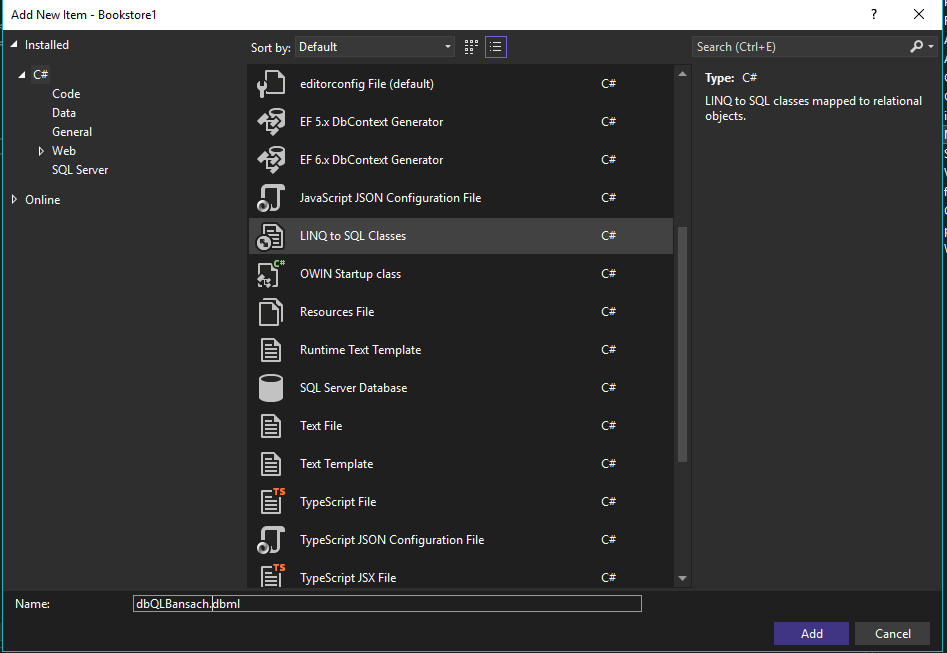 Add New Item - Bookstore1
?
Installed
C#
Code
Data
General
Web
SQL Server
Online
Sort by: Default
editorconfig File (default) C#
EF 5.x DbContext Generator C#
EF 6.x DbContext Generator C#
JavaScript JSON Configuration File C#
LINQ to SQL Classes C#
C#
OWIN Startup class C#
Resources File C#
Runtime Text Template C#
SQL Server Database C#
Text File C#
Text Template C#
TS
TypeScript File C#
TypeScript JSON Configuration File C#
TS
TypeScript JSX File C#
Search (Ctrl+E)
Type: C#
LINQ to SQL classes mapped to relational
objects.
Name: dbQLBansach.dbml
Add Cancel